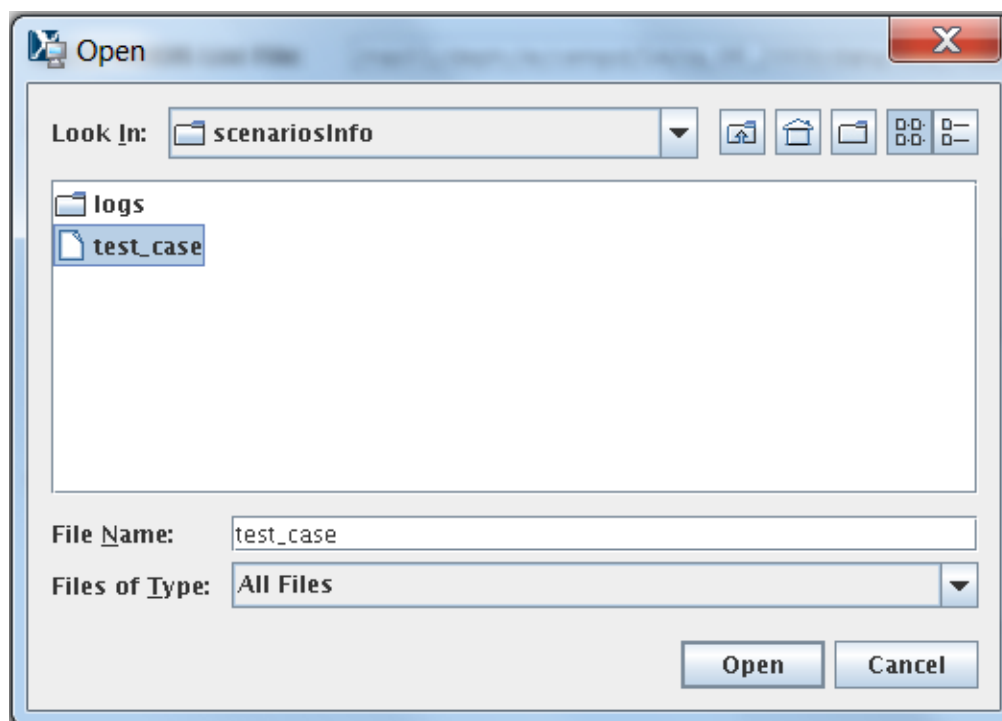 Open
Look In: scenariosInfo
logs
test_case
File Name: test_case
Files of Type: All Files
Open Cancel